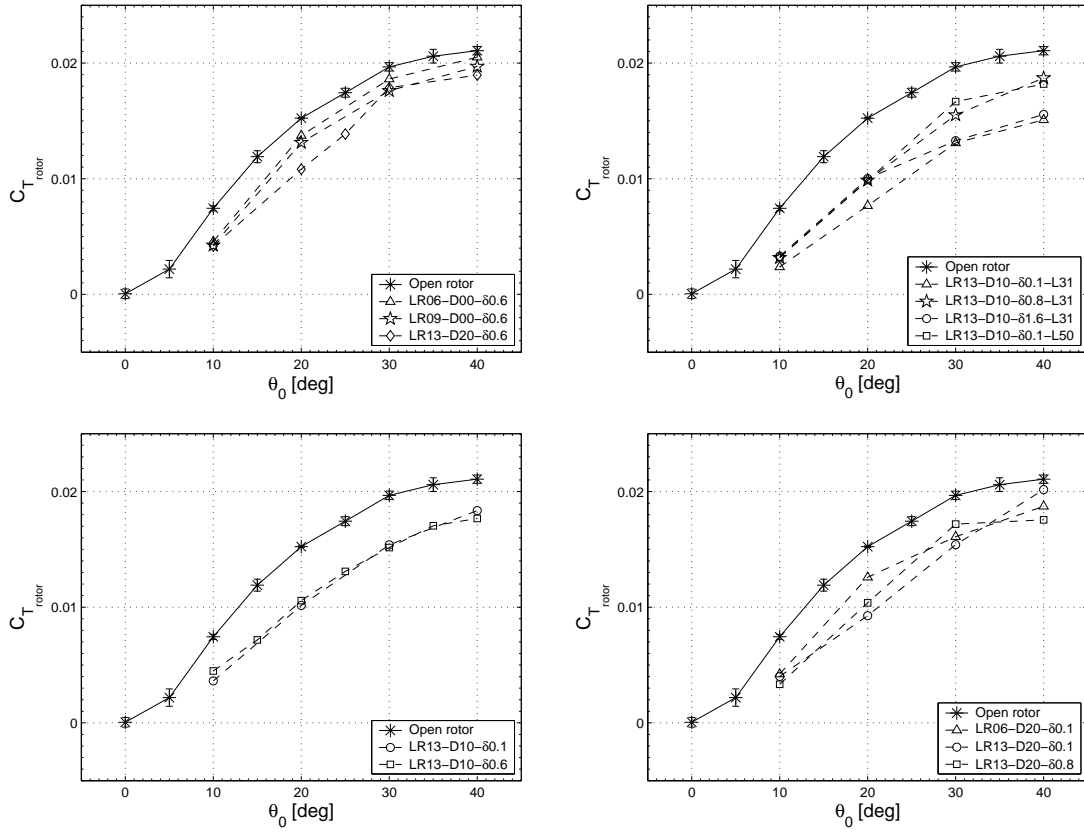 0.02
0.01
0
C_T_rotor
0 10 20 30 40
θ_0 [deg]
Open rotor
LR06−D00−δ0.6
LR09−D00−δ0.6
LR13−D20−δ0.6
0.02
0.01
0
C_T_rotor
0 10 20 30 40
θ_0 [deg]
Open rotor
LR13−D10−δ0.1−L31
LR13−D10−δ0.8−L31
LR13−D10−δ1.6−L31
LR13−D10−δ0.1−L50
0.02
0.01
0
C_T_rotor
0 10 20 30 40
θ_0 [deg]
Open rotor
LR13−D10−δ0.1
LR13−D10−δ0.6
0.02
0.01
0
C_T_rotor
0 10 20 30 40
θ_0 [deg]
Open rotor
LR06−D20−δ0.1
LR13−D20−δ0.1
LR13−D20−δ0.8